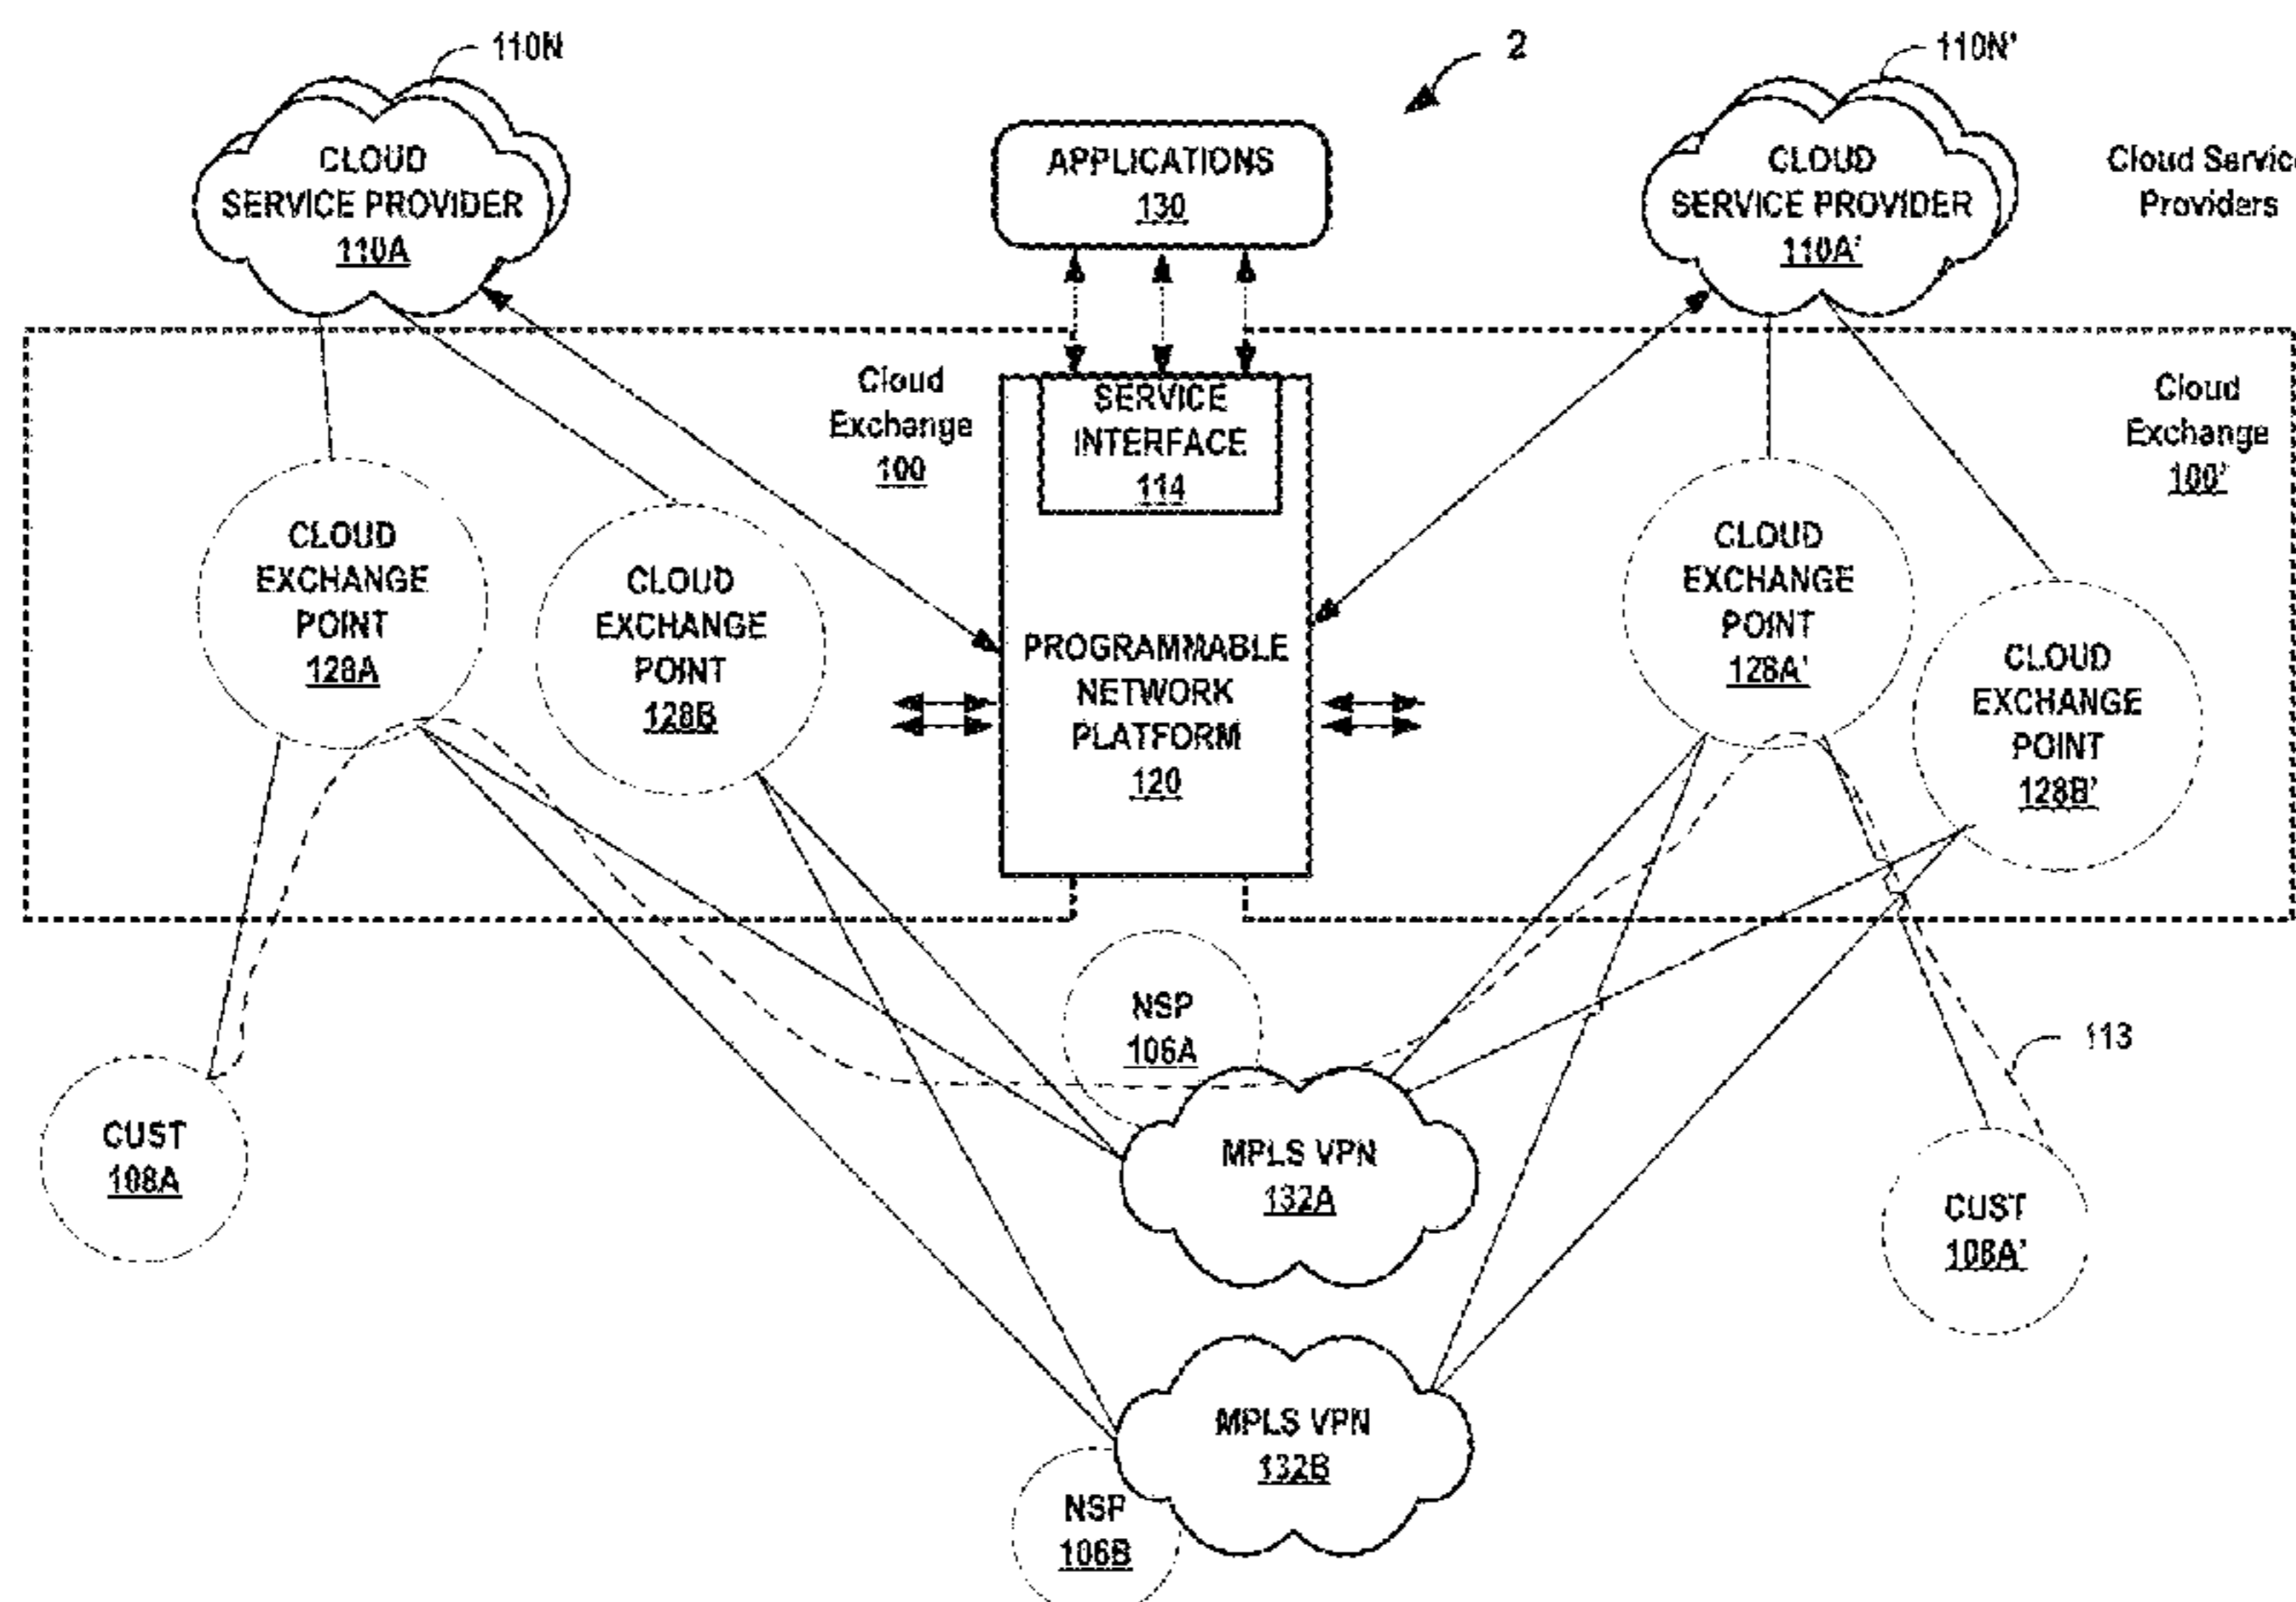 110N
2
110N'
CLOUD
SERVICE PROVIDER
110A
APPLICATIONS
130
CLOUD
SERVICE PROVIDER
110A'
Cloud Service
Providers
Cloud
Exchange
100
SERVICE
INTERFACE
114
Cloud
Exchange
100'
CLOUD
EXCHANGE
POINT
128A
CLOUD
EXCHANGE
POINT
128B
PROGRAMMABLE
NETWORK
PLATFORM
120
CLOUD
EXCHANGE
POINT
128A'
CLOUD
EXCHANGE
POINT
128B'
NSP
106A
113
CUST
108A
MPLS VPN
132A
CUST
108A'
MPLS VPN
132B
NSP
106B